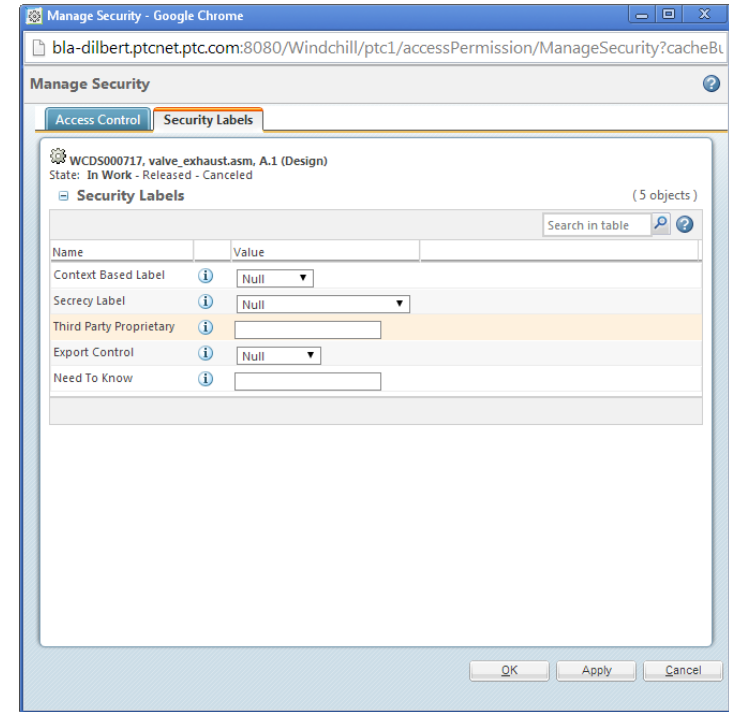 Manage Security - Google Chrome
bla-dilbert.ptcnet.ptc.com:8080/Windchill/ptc1/accessPermission/ManageSecurity?cacheBu
Manage Security
Access Control Security Labels
WCDS000717, valve_exhaust.asm, A.1 (Design)
State: In Work - Released - Canceled
Security Labels (5 objects)
Search in table
Name Value
Context Based Label Null
Secrecy Label Null
Third Party Proprietary
Export Control Null
Need To Know
OK Apply Cancel